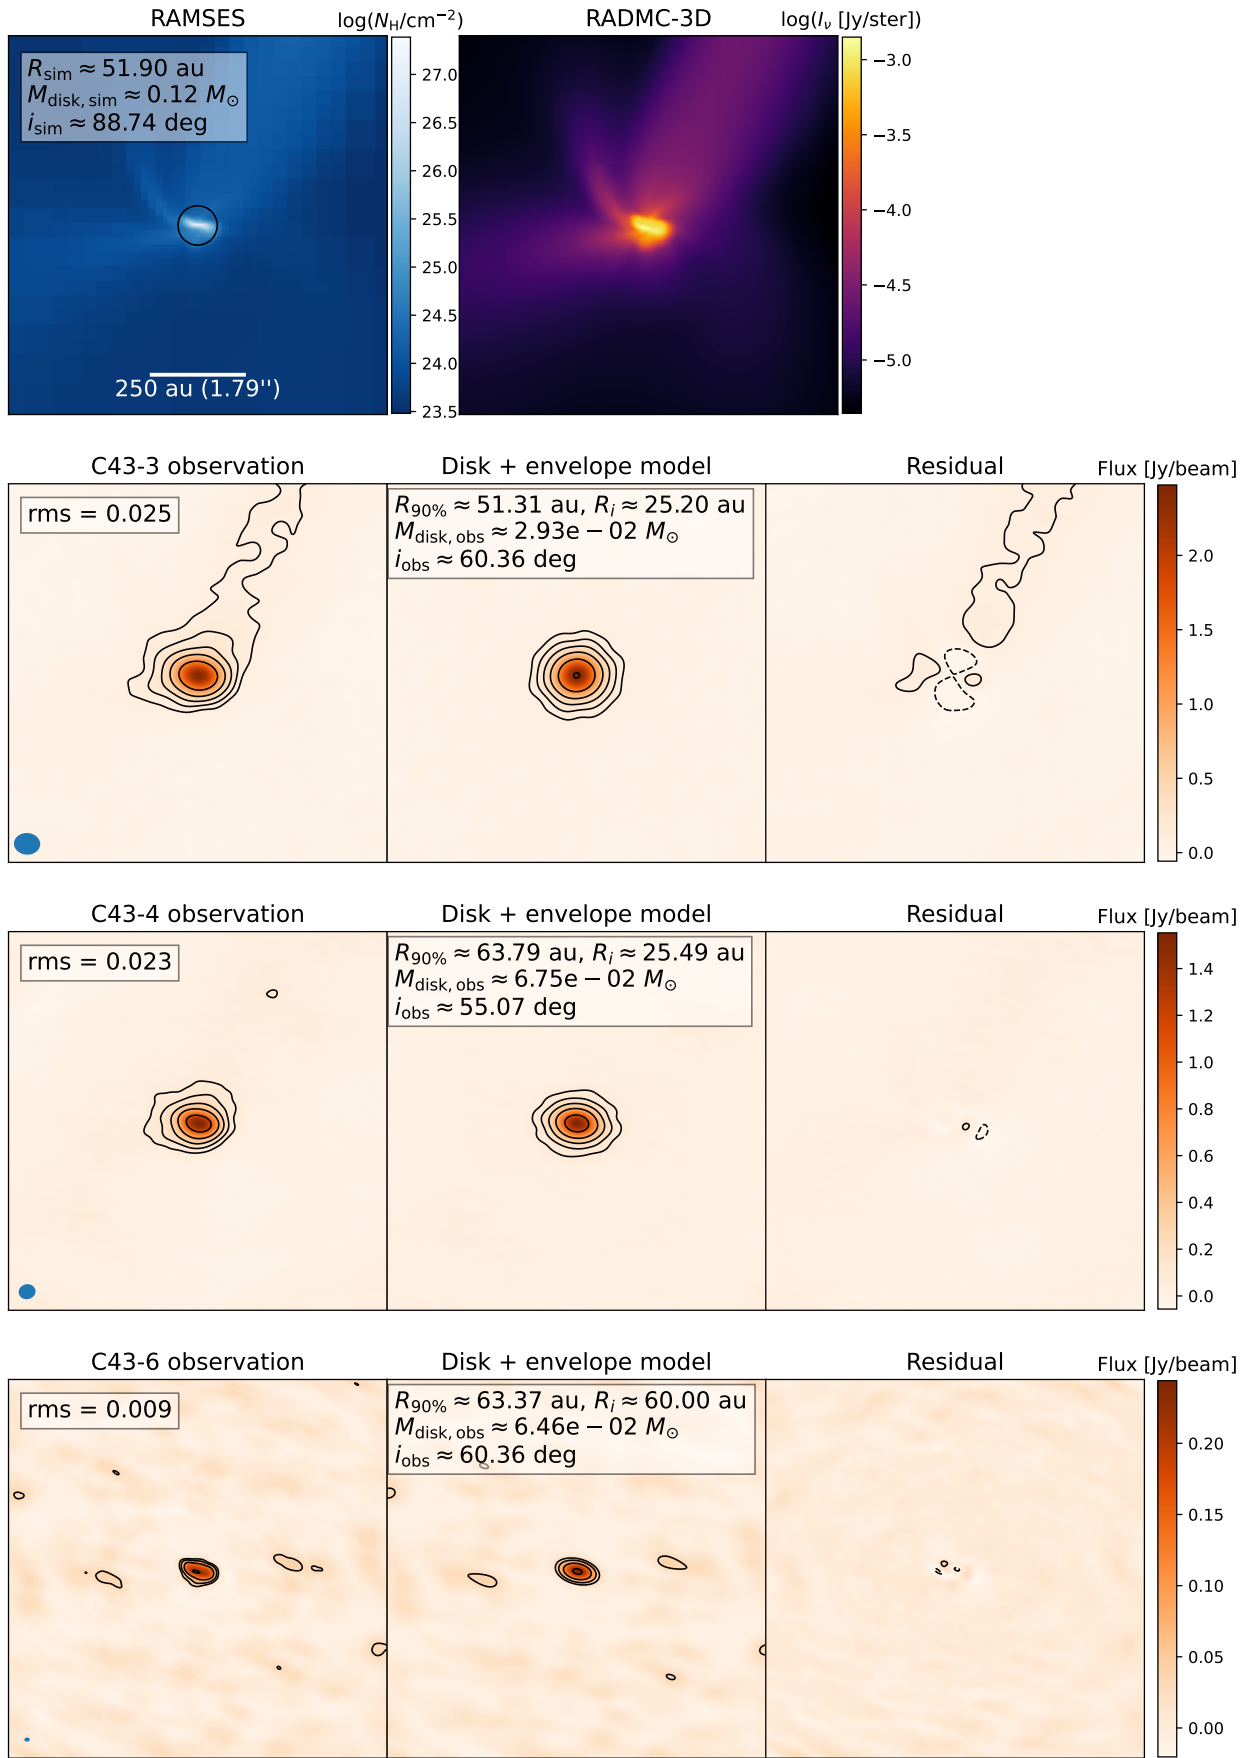 RAMSES
log(N_H/cm⁻²)
RADMC-3D
log(I_ν [Jy/ster])
R_sim ≈ 51.90 au
M_disk, sim ≈ 0.12 M_⊙
i_sim ≈ 88.74 deg
250 au (1.79'')
27.0
26.5
26.0
25.5
25.0
24.5
24.0
23.5
−3.0
−3.5
−4.0
−4.5
−5.0
C43-3 observation
Disk + envelope model
Residual
Flux [Jy/beam]
rms = 0.025
R_90% ≈ 51.31 au, R_i ≈ 25.20 au
M_disk, obs ≈ 2.93e − 02 M_⊙
i_obs ≈ 60.36 deg
2.0
1.5
1.0
0.5
0.0
C43-4 observation
Disk + envelope model
Residual
Flux [Jy/beam]
rms = 0.023
R_90% ≈ 63.79 au, R_i ≈ 25.49 au
M_disk, obs ≈ 6.75e − 02 M_⊙
i_obs ≈ 55.07 deg
1.4
1.2
1.0
0.8
0.6
0.4
0.2
0.0
C43-6 observation
Disk + envelope model
Residual
Flux [Jy/beam]
rms = 0.009
R_90% ≈ 63.37 au, R_i ≈ 60.00 au
M_disk, obs ≈ 6.46e − 02 M_⊙
i_obs ≈ 60.36 deg
0.20
0.15
0.10
0.05
0.00